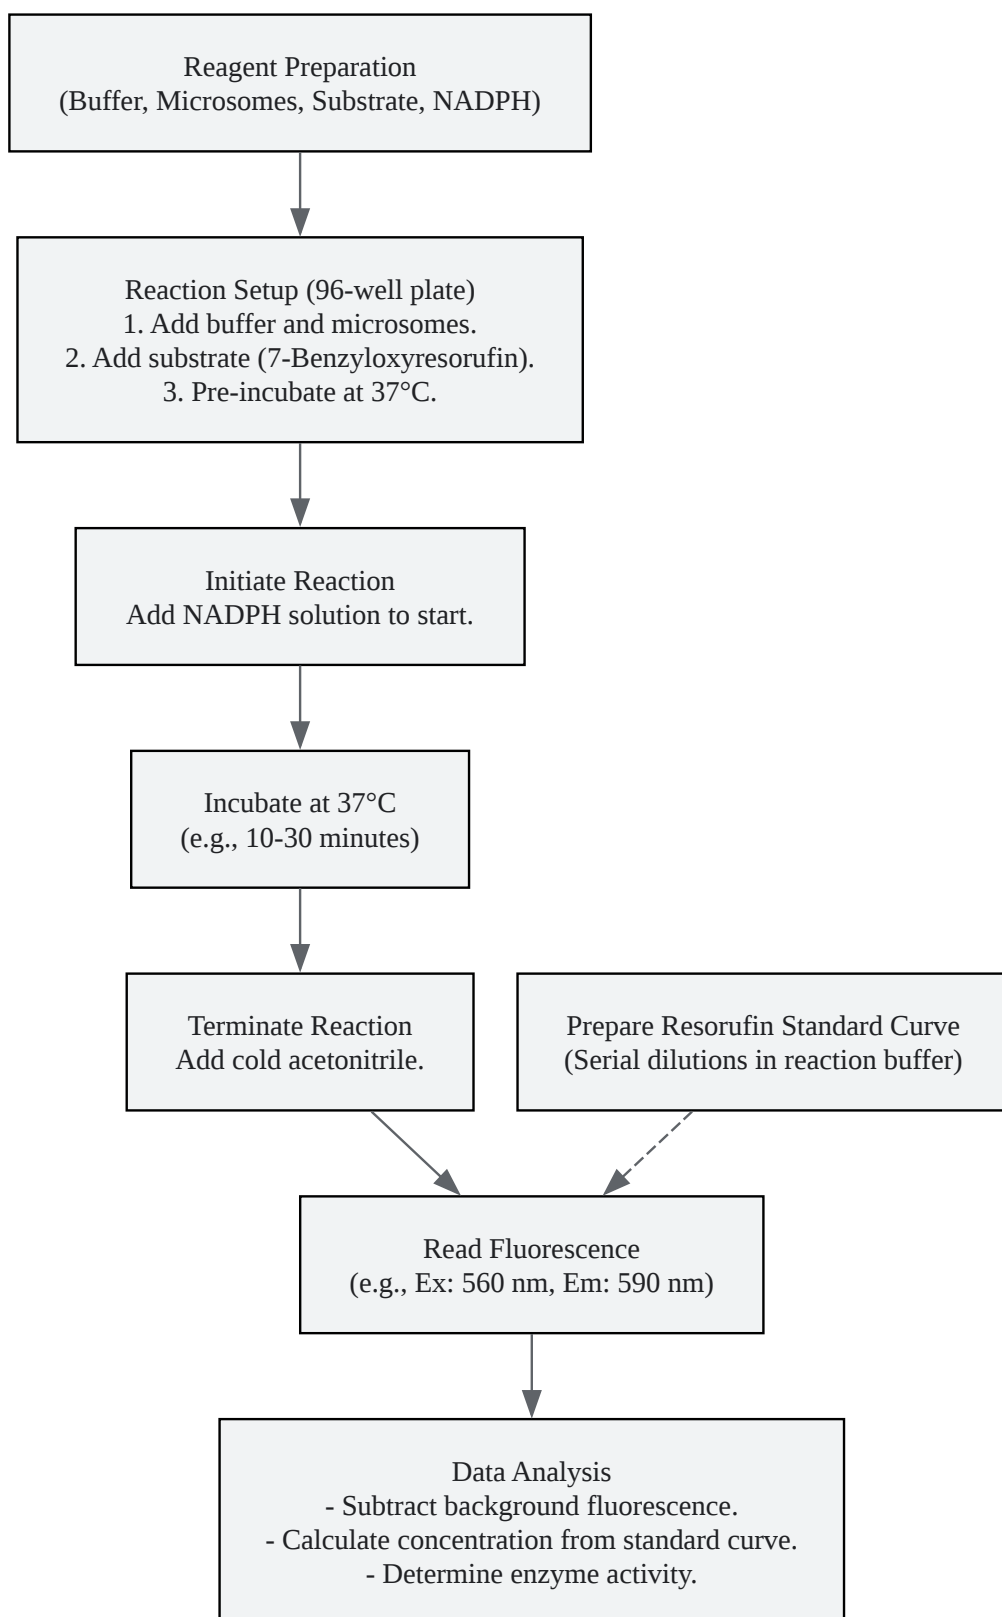 Reagent Preparation
(Buffer, Microsomes, Substrate, NADPH)
Reaction Setup (96-well plate)
1. Add buffer and microsomes.
2. Add substrate (7-Benzyloxyresorufin).
3. Pre-incubate at 37°C.
Initiate Reaction
Add NADPH solution to start.
Incubate at 37°C
(e.g., 10-30 minutes)
Terminate Reaction
Add cold acetonitrile.
Prepare Resorufin Standard Curve
(Serial dilutions in reaction buffer)
Read Fluorescence
(e.g., Ex: 560 nm, Em: 590 nm)
Data Analysis
- Subtract background fluorescence.
- Calculate concentration from standard curve.
- Determine enzyme activity.